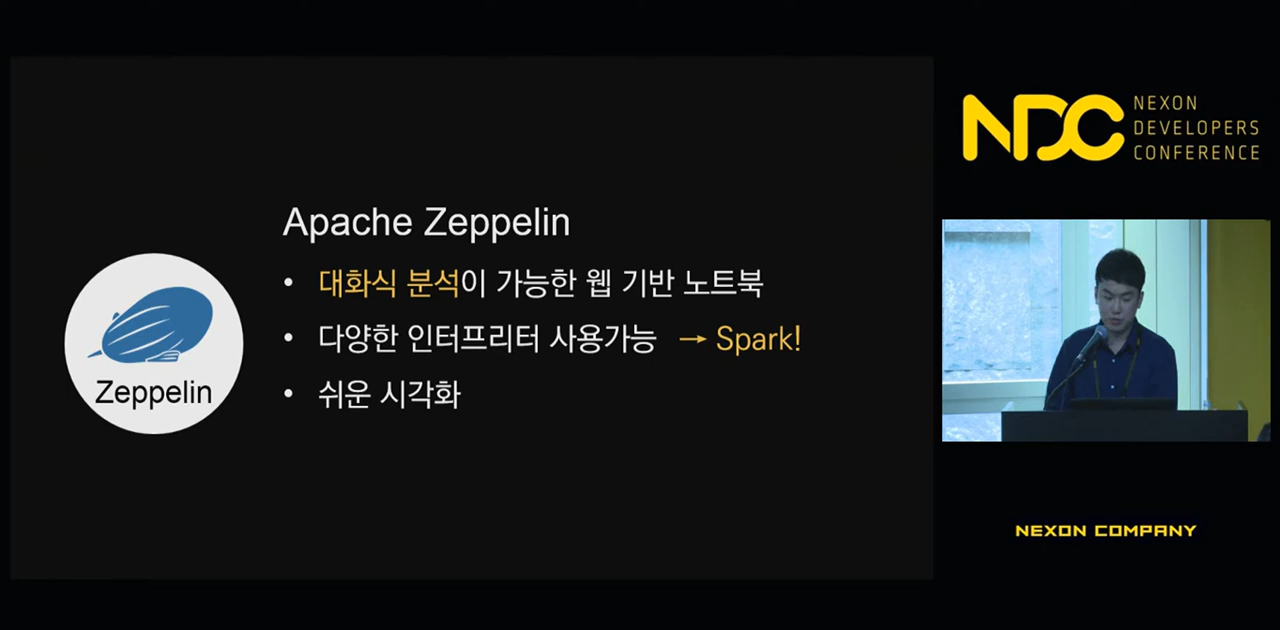 Apache Zeppelin
• 대화식 분석이 가능한 웹 기반 노트북
• 다양한 인터프리터 사용가능 → Spark!
• 쉬운 시각화
Zeppelin
NDC
NEXON
DEVELOPERS
CONFERENCE
NEXON COMPANY